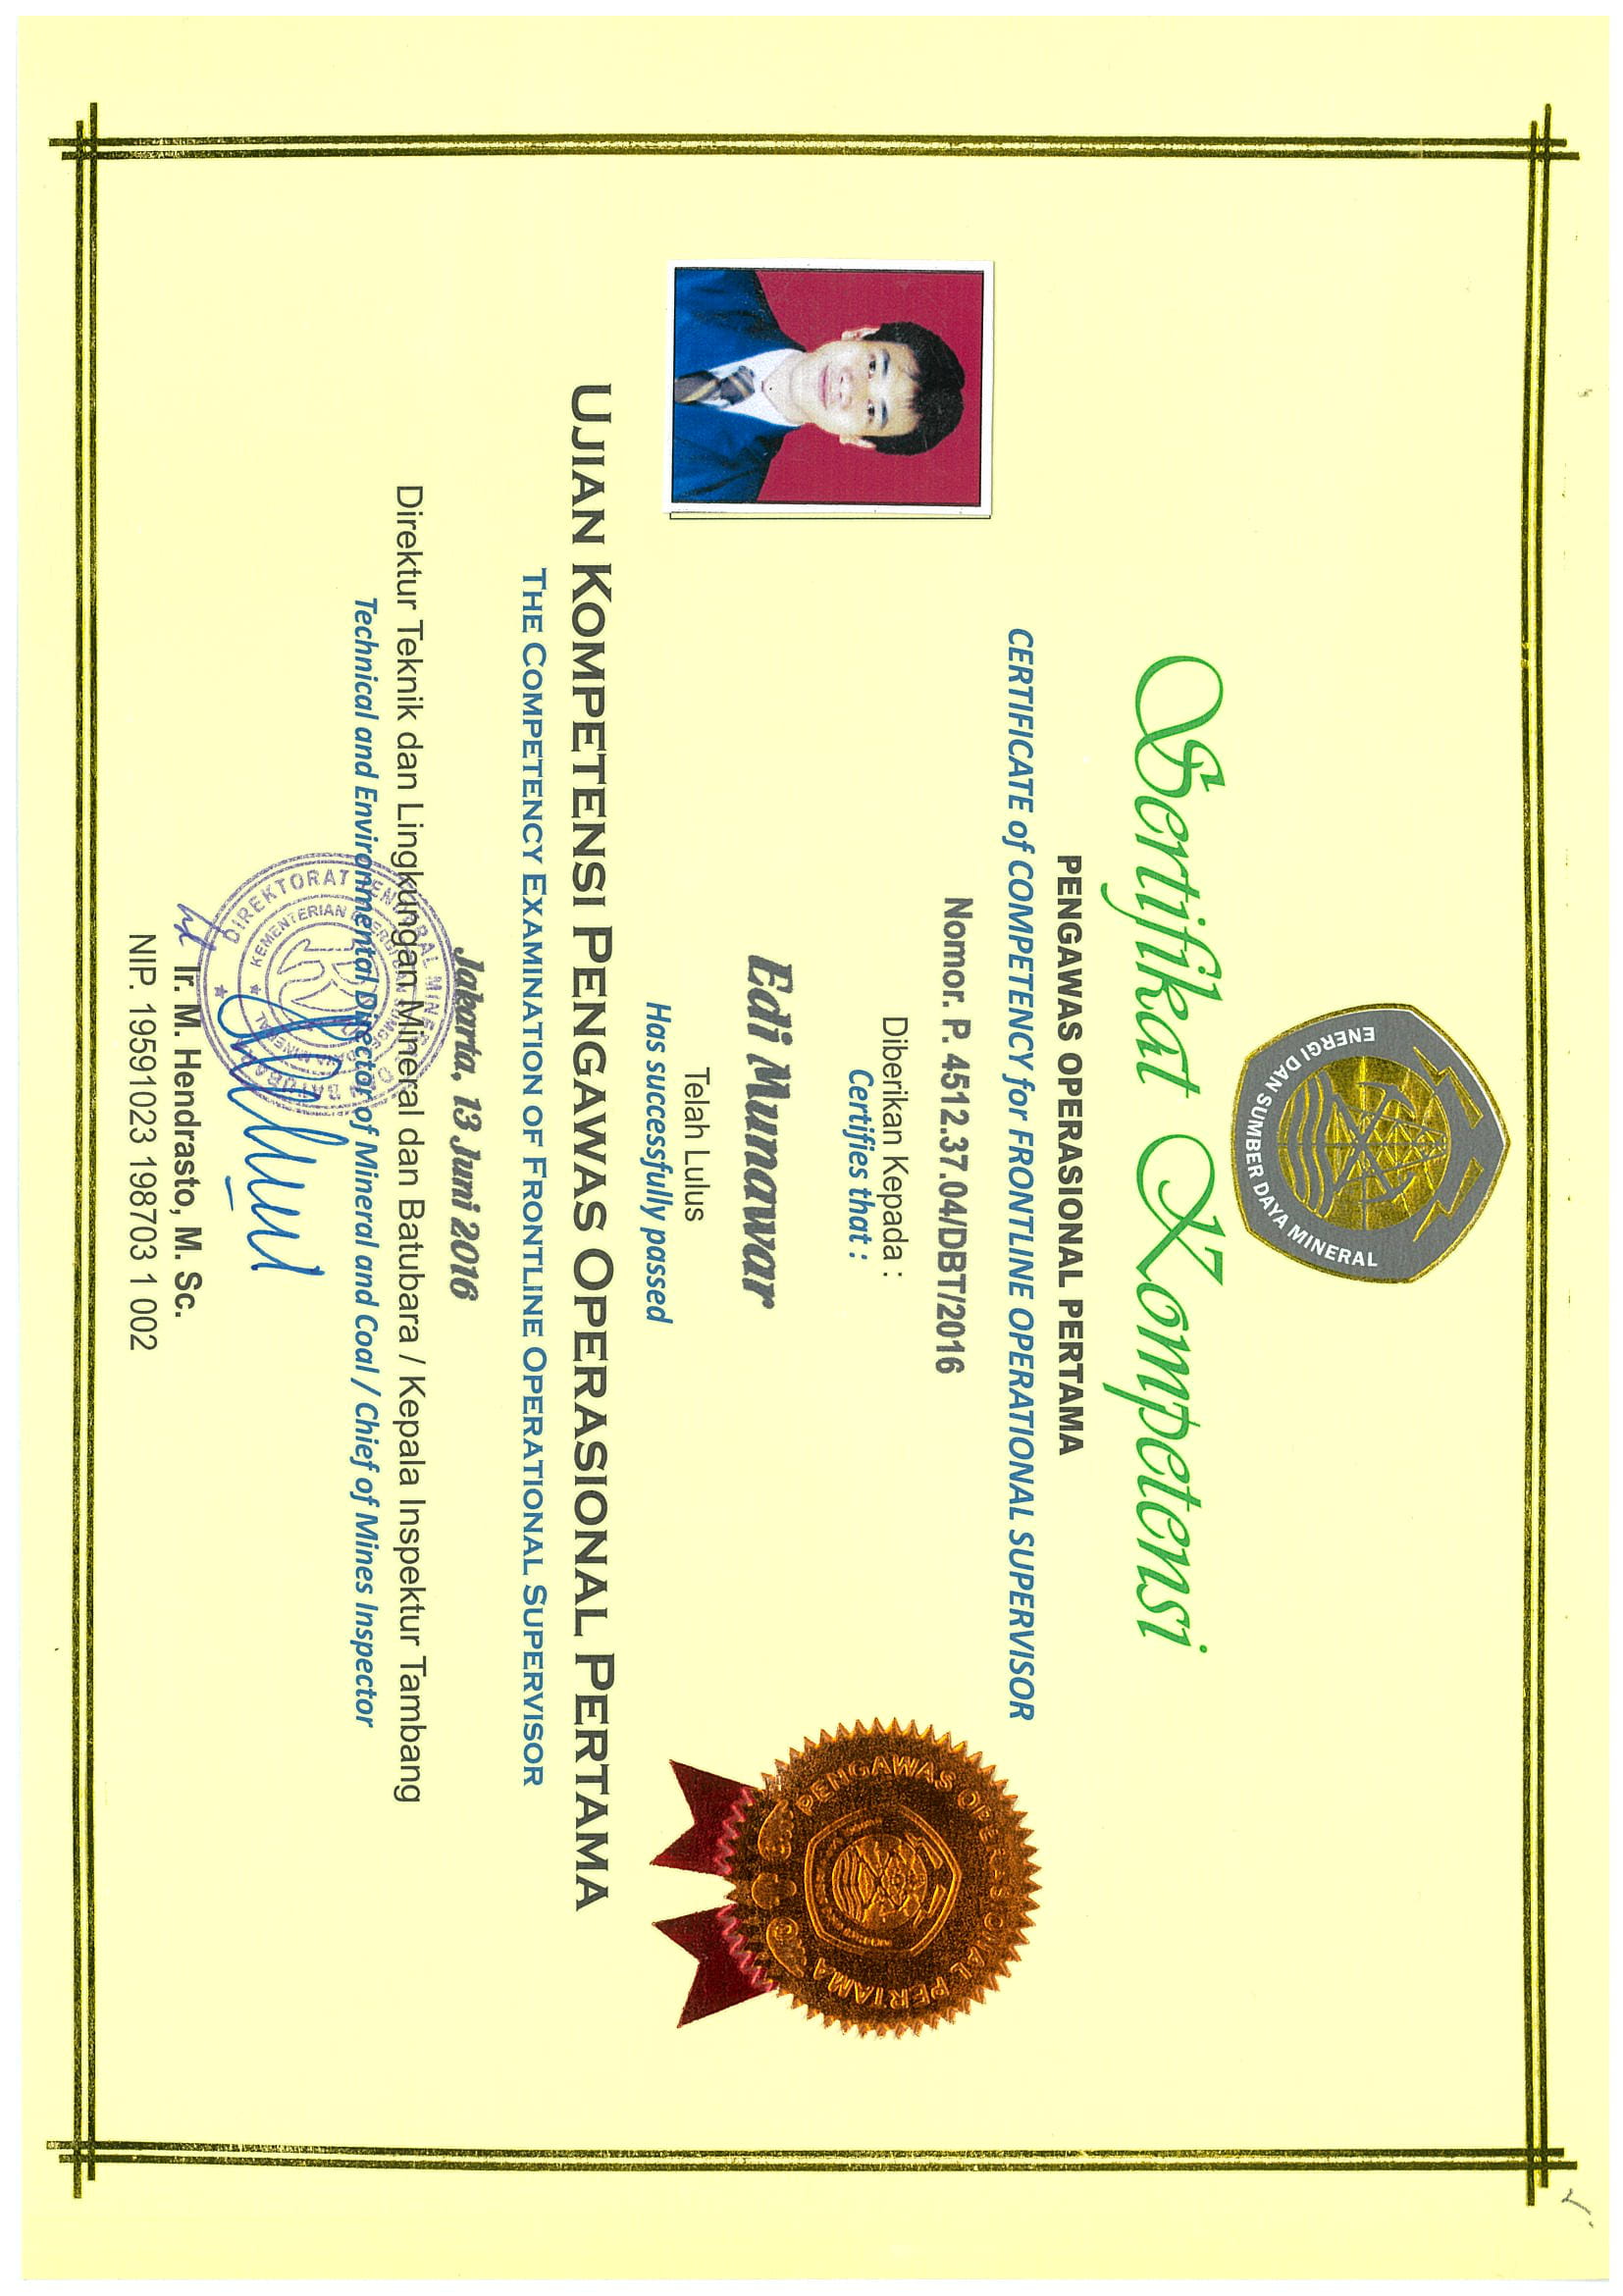 ENERGI DAN SUMBER DAYA MINERAL
Sertifikat Kompetensi
PENGAWAS OPERASIONAL PERTAMA
CERTIFICATE of COMPETENCY for FRONTLINE OPERATIONAL SUPERVISOR
Nomor. P. 4512.37.04/DBT/2016
Diberikan Kepada :
Certifies that :
Edi Munawar
Telah Lulus
Has successfully passed
PENGAWAS OPERASIONAL PERTAMA
UJIAN KOMPETENSI PENGAWAS OPERASIONAL PERTAMA
THE COMPETENCY EXAMINATION OF FRONTLINE OPERATIONAL SUPERVISOR
Jakarta, 13 Juni 2016
Direktur Teknik dan Lingkungan Mineral dan Batubara / Kepala Inspektur Tambang
Technical and Environmental Director of Mineral and Coal / Chief of Mines Inspector
DIREKTORAT JENDERAL MINERAL DAN BATUBARA
KEMENTERIAN ENERGI DAN SUMBER DAYA MINERAL
Ir. M. Hendrasto, M. Sc.
NIP. 19591023 198703 1 002